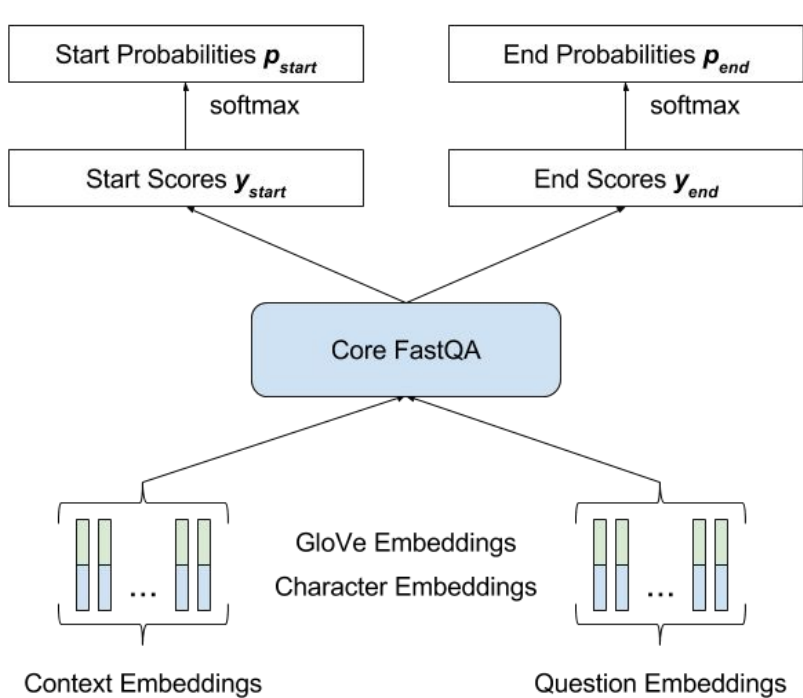 Start Probabilities p_start
End Probabilities p_end
softmax
softmax
Start Scores y_start
End Scores y_end
Core FastQA
GloVe Embeddings
... Character Embeddings ...
Context Embeddings
Question Embeddings